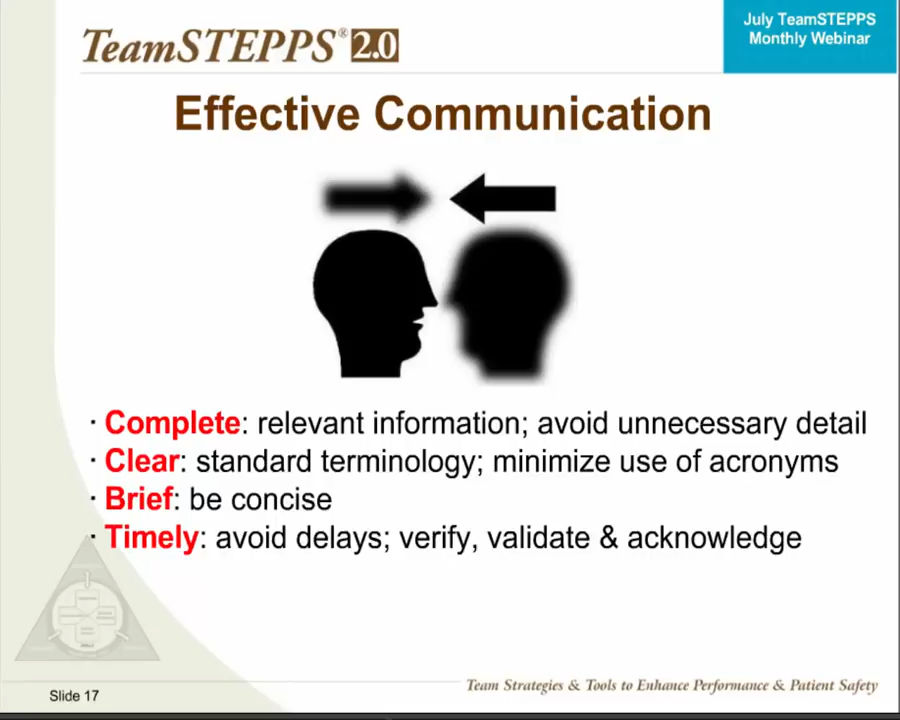 TeamSTEPPS® 2.0
July TeamSTEPPS
Monthly Webinar
Effective Communication
· Complete: relevant information; avoid unnecessary detail
· Clear: standard terminology; minimize use of acronyms
· Brief: be concise
· Timely: avoid delays; verify, validate & acknowledge
Slide 17
Team Strategies & Tools to Enhance Performance & Patient Safety